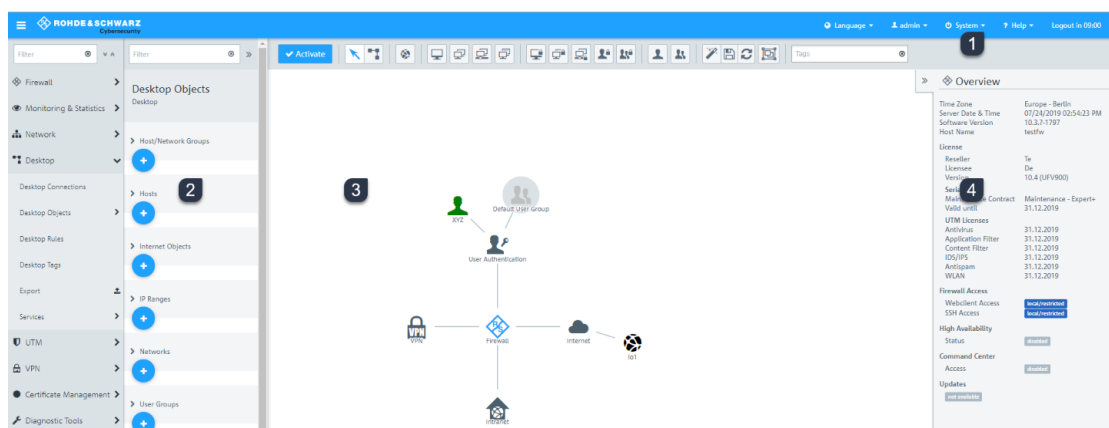 ROHDE&SCHWARZ
Cybersecurity
Language
admin
System
? Help
Logout in 09:00
1
Filter
Filter
Activate
Tags
Firewall
Monitoring & Statistics
Network
Desktop
Desktop Connections
Desktop Objects
Desktop Rules
Desktop Tags
Export
Services
UTM
VPN
Certificate Management
Diagnostic Tools
Desktop Objects
Desktop
Host/Network Groups
2
Hosts
Internet Objects
IP Ranges
Networks
User Groups
3
XYZ
Default User Group
User Authentication
VPN
Firewall
Internet
Io1
Intranet
Overview
Time Zone Europe - Berlin
Server Date & Time 07/24/2019 02:54:23 PM
Software Version 10.3.?-1797
Host Name testfw
License
Reseller Te
Licensee De
Version 10.4 (UFV900)
4
Contract Maintenance - Expert+
Valid until 31.12.2019
UTM Licenses
Antivirus 31.12.2019
Application Filter 31.12.2019
Content Filter 31.12.2019
IDS/IPS 31.12.2019
Antispam 31.12.2019
WLAN 31.12.2019
Firewall Access
Webclient Access local/restricted
SSH Access local/restricted
High Availability
Status disabled
Command Center
Access disabled
Updates
not available